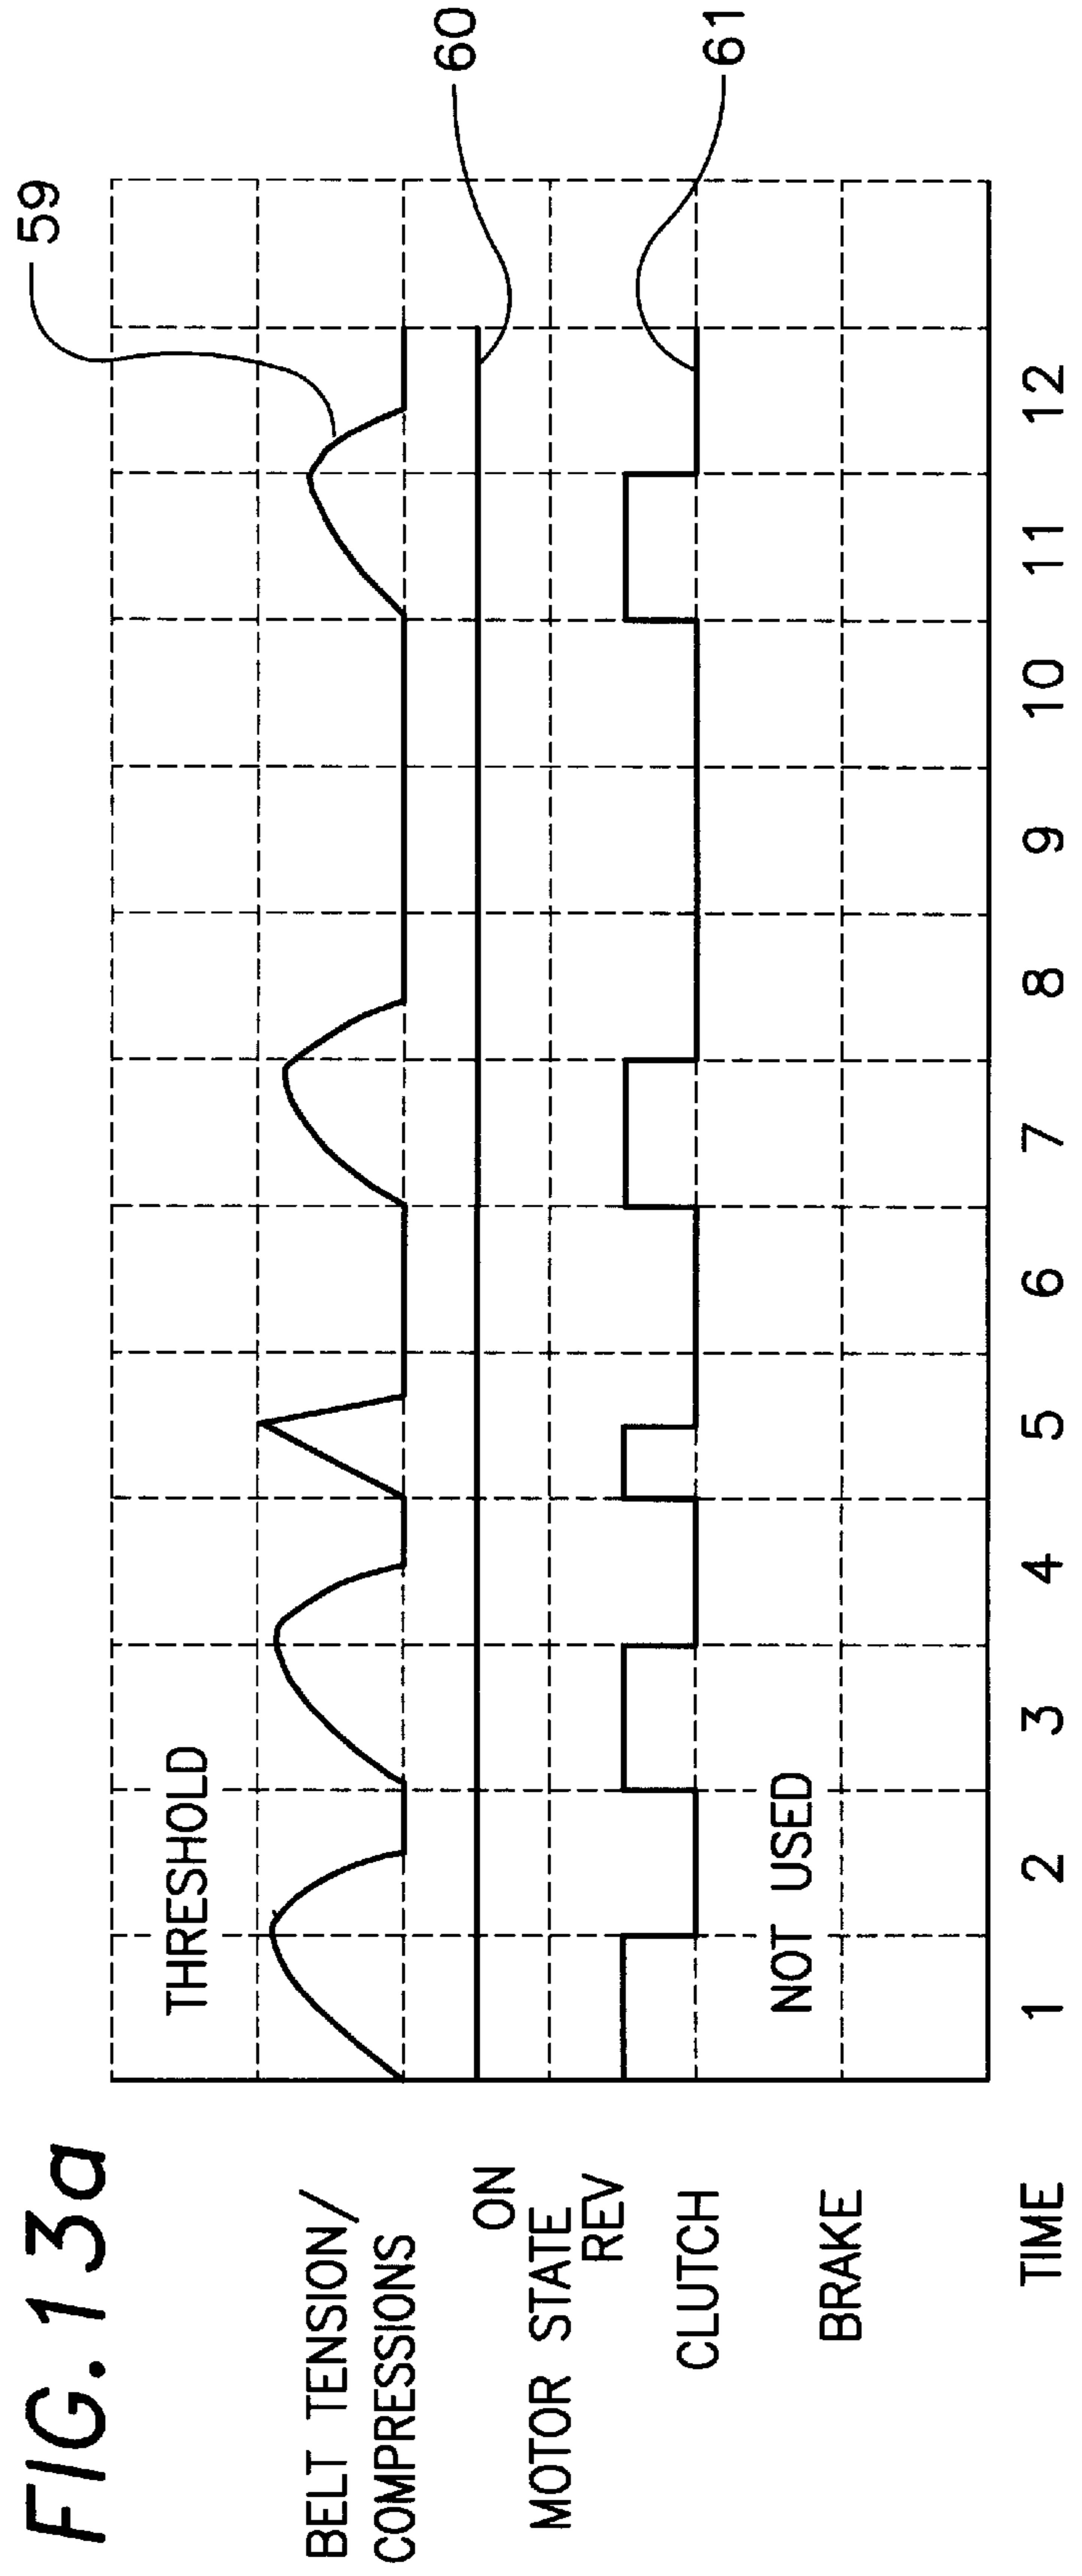 FIG. 13a
59
60
61
THRESHOLD
BELT TENSION/
COMPRESSIONS
ON
MOTOR STATE
REV
CLUTCH
NOT USED
BRAKE
TIME 1 2 3 4 5 6 7 8 9 10 11 12